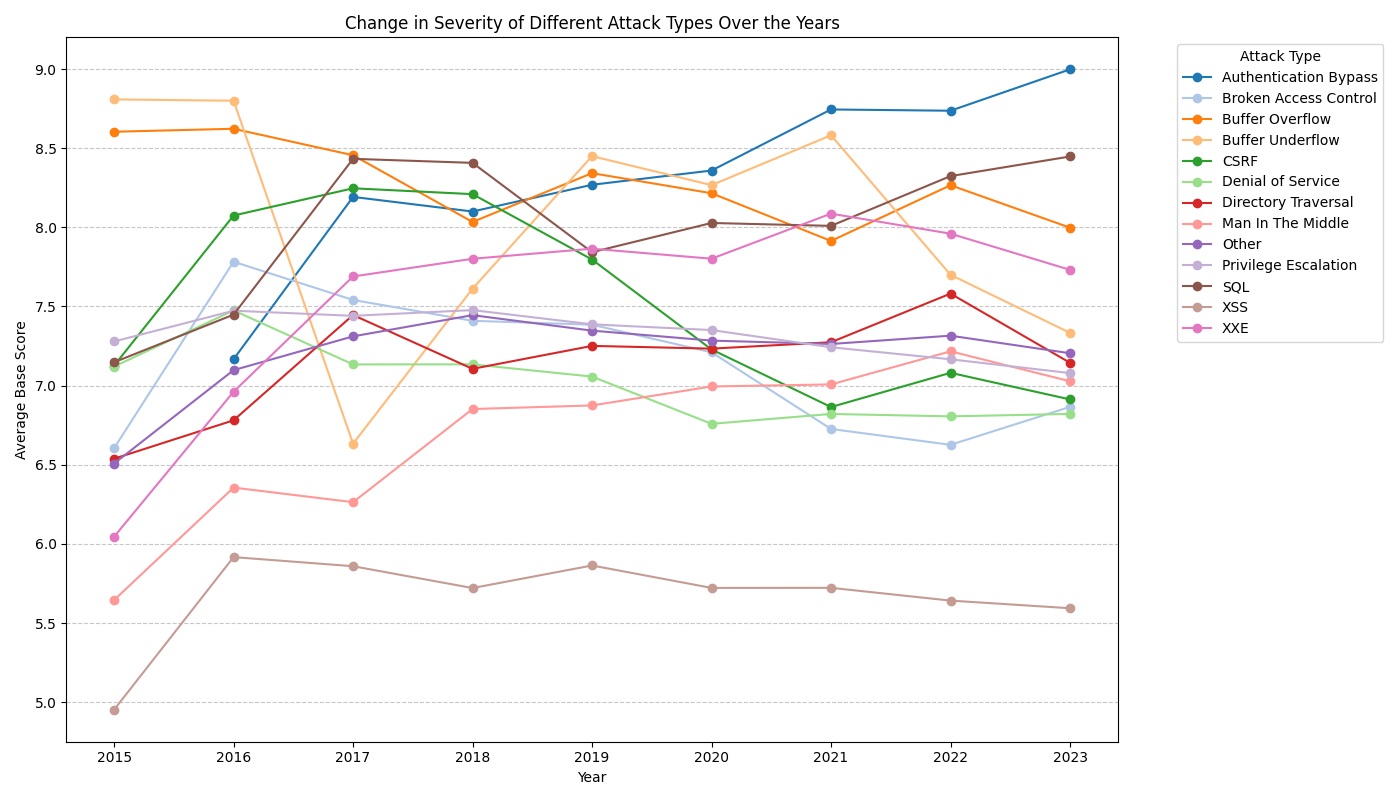 Change in Severity of Different Attack Types Over the Years
Average Base Score
9.0
8.5
8.0
7.5
7.0
6.5
6.0
5.5
5.0
2015 2016 2017 2018 2019 2020 2021 2022 2023
Year
Attack Type
Authentication Bypass
Broken Access Control
Buffer Overflow
Buffer Underflow
CSRF
Denial of Service
Directory Traversal
Man In The Middle
Other
Privilege Escalation
SQL
XSS
XXE